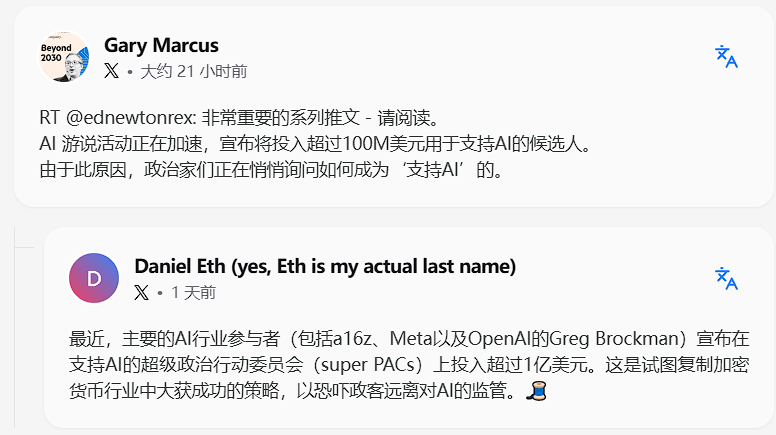 Beyond
2030
Gary Marcus
X • 大约 21 小时前
RT @ednewtonrex: 非常重要的系列推文 - 请阅读。
AI 游说活动正在加速，宣布将投入超过100M美元用于支持AI的候选人。
由于此原因，政治家们正在悄悄询问如何成为‘支持AI’的。
D
Daniel Eth (yes, Eth is my actual last name)
X • 1 天前
最近，主要的AI行业参与者（包括a16z、Meta以及OpenAI的Greg Brockman）宣布在
支持AI的超级政治行动委员会（super PACs）上投入超过1亿美元。这是试图复制加密
货币行业中大获成功的策略，以恐吓政客远离对AI的监管。🧵